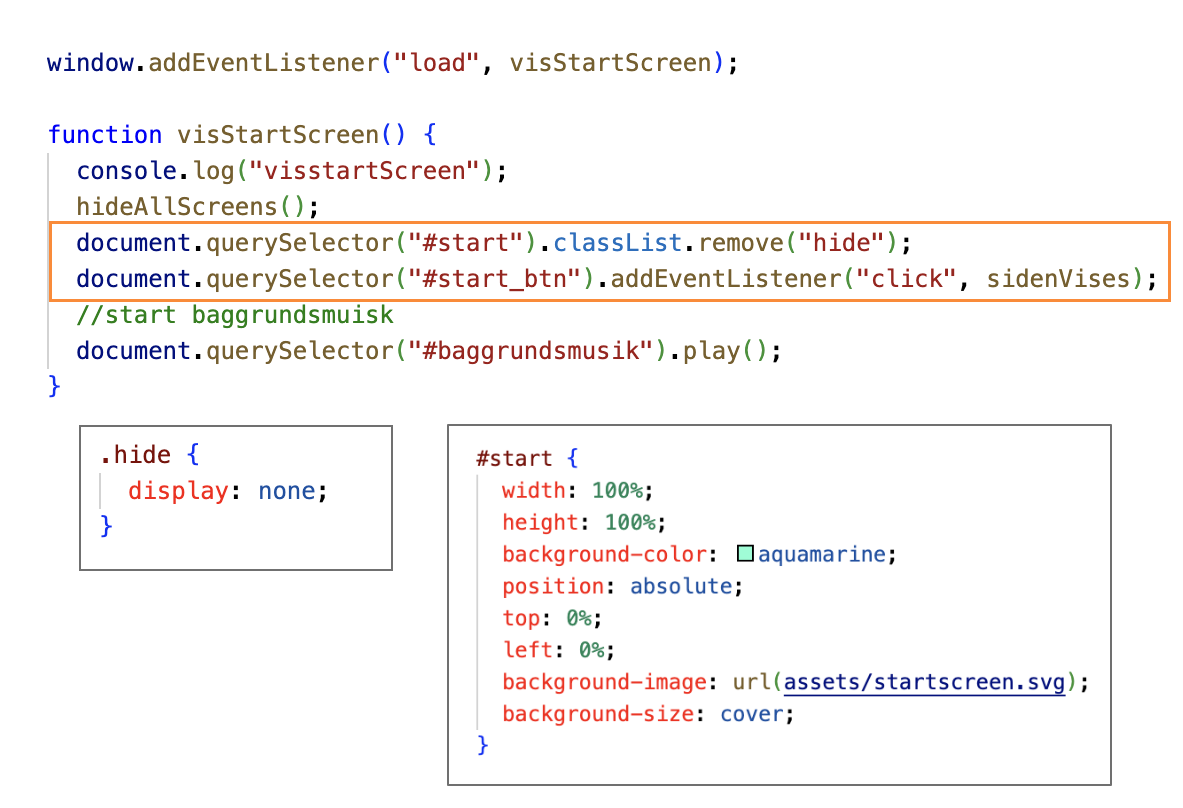 window.addEventListener("load", visStartScreen);
function visStartScreen() {
console.log("visstartScreen");
hideAllScreens();
document.querySelector("#start").classList.remove("hide");
document.querySelector("#start_btn").addEventListener("click", sidenVises);
//start baggrundsmuisk
document.querySelector("#baggrundsmusik").play();
}
.hide {
display: none;
}
#start {
width: 100%;
height: 100%;
background-color: aquamarine;
position: absolute;
top: 0%;
left: 0%;
background-image: url(assets/startscreen.svg);
background-size: cover;
}